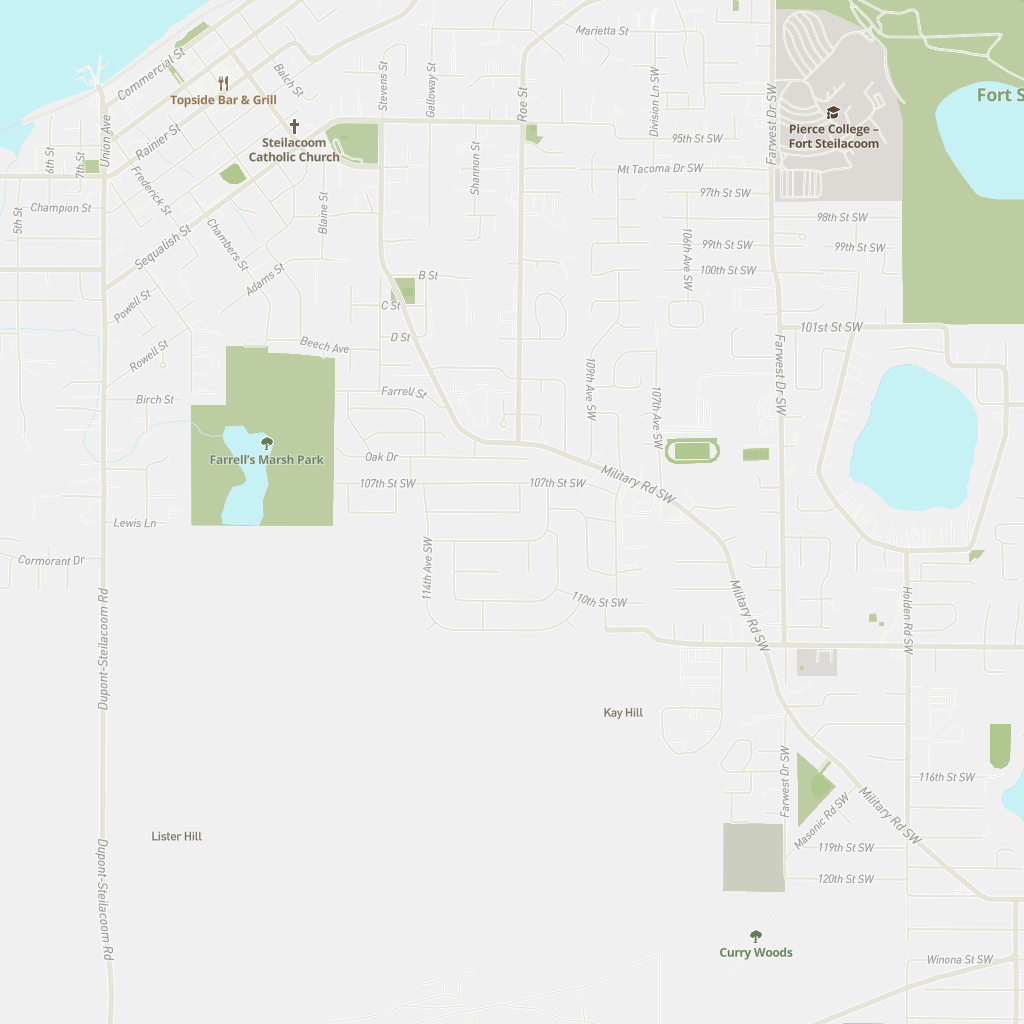 Marietta St
Commercial St
Balch St
Stevens St
Galloway St
Roe St
Division Ln SW
Farwest Dr SW
Fort S
Topside Bar & Grill
Union Ave
Rainier St
Steilacoom
Catholic Church
95th St SW
Pierce College –
Fort Steilacoom
6th St
7th St
Shannon St
Mt Tacoma Dr SW
Frederick St
97th St SW
5th St
Champion St
Blaine St
98th St SW
Sequalish St
Chambers St
106th Ave SW
99th St SW
99th St SW
Adams St
B St
100th St SW
Powell St
C St
101st St SW
D St
Rowell St
Beech Ave
Farwest Dr SW
109th Ave SW
107th Ave SW
Birch St
Farrell St
Farrell’s Marsh Park
Oak Dr
107th St SW
107th St SW
Military Rd SW
Lewis Ln
Cormorant Dr
114th Ave SW
110th St SW
Military Rd SW
Holden Rd SW
Dupont-Steilacoom Rd
Kay Hill
Farwest Dr SW
116th St SW
Masonic Rd SW
Military Rd SW
Lister Hill
119th St SW
120th St SW
Dupont-Steilacoom Rd
Curry Woods
Winona St SW